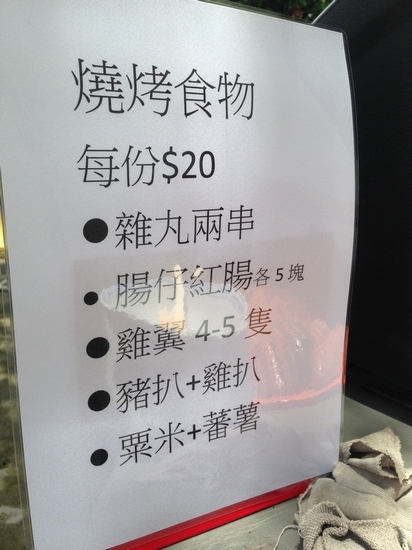 燒烤食物
每份$20
●雜丸兩串
●腸仔紅腸各5塊
●雞翼 4-5 隻
●豬扒+雞扒
●粟米+蕃薯